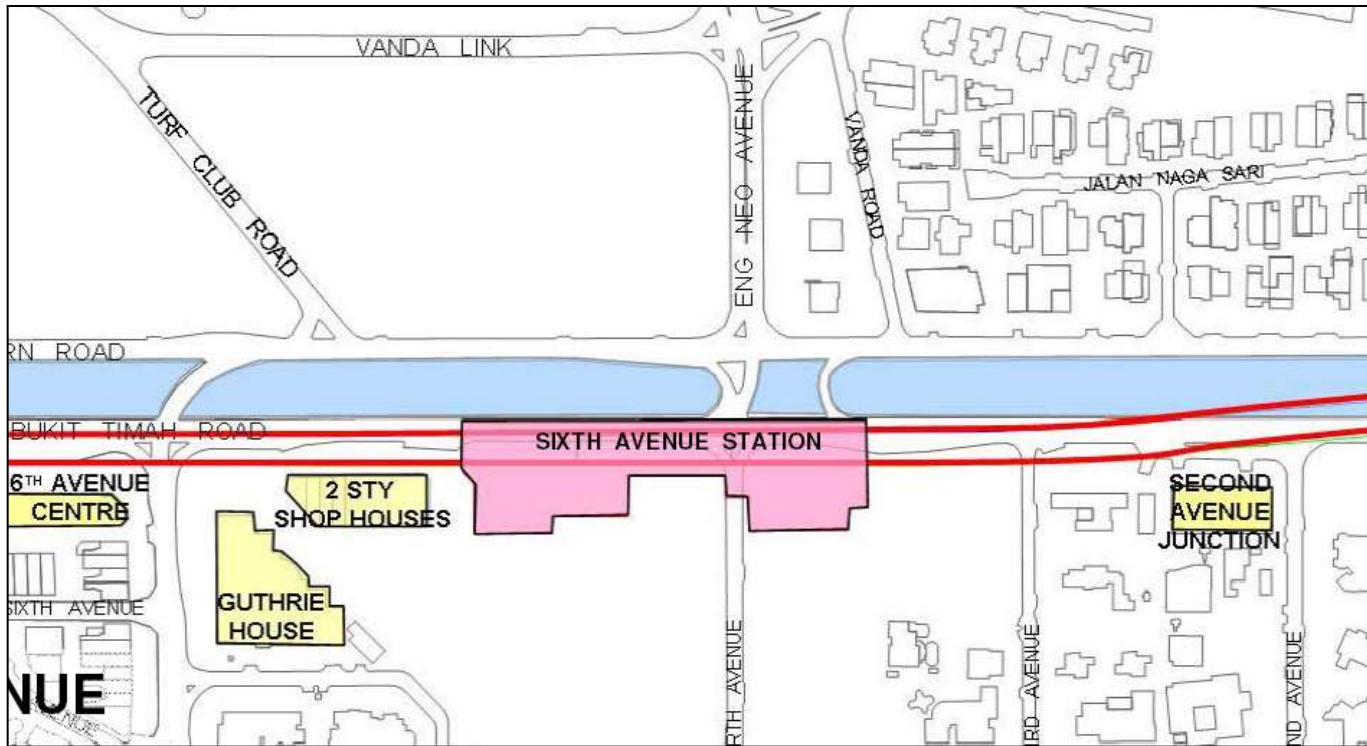 VANDA LINK
TURF CLUB ROAD
ENG NEO AVENUE
VANDA ROAD
JALAN NAGA SARI
RN ROAD
BUKIT TIMAH ROAD
SIXTH AVENUE STATION
6TH AVENUE
CENTRE
2 STY
SHOP HOUSES
SECOND
AVENUE
JUNCTION
GUTHRIE
HOUSE
SIXTH AVENUE
NUE
RTH AVENUE
IRD AVENUE
ND AVENUE